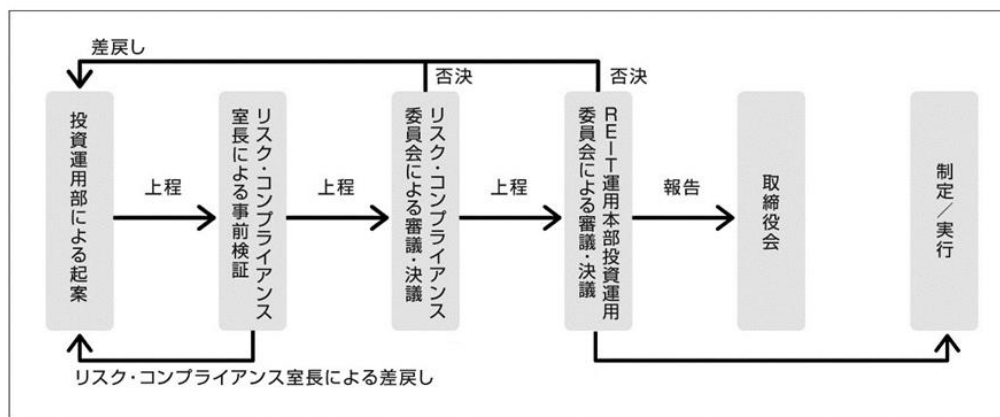 差戻し
否決
否決
投資運用部による起案
上程
リスク・コンプライアンス
室長による事前検証
上程
リスク・コンプライアンス
委員会による審議・決議
上程
REIT運用本部投資運用
委員会による審議・決議
報告
取締役会
制定／実行
リスク・コンプライアンス室長による差戻し